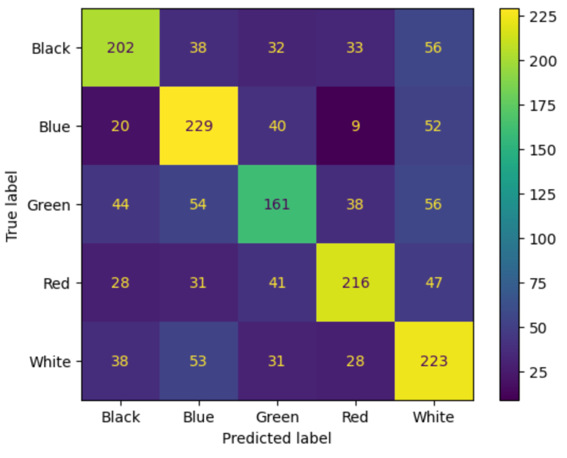 Black 202 38 32 33 56
Blue 20 229 40 9 52
Green 44 54 161 38 56
Red 28 31 41 216 47
White 38 53 31 28 223
Black Blue Green Red White
Predicted label
True label
225
200
175
150
125
100
75
50
25